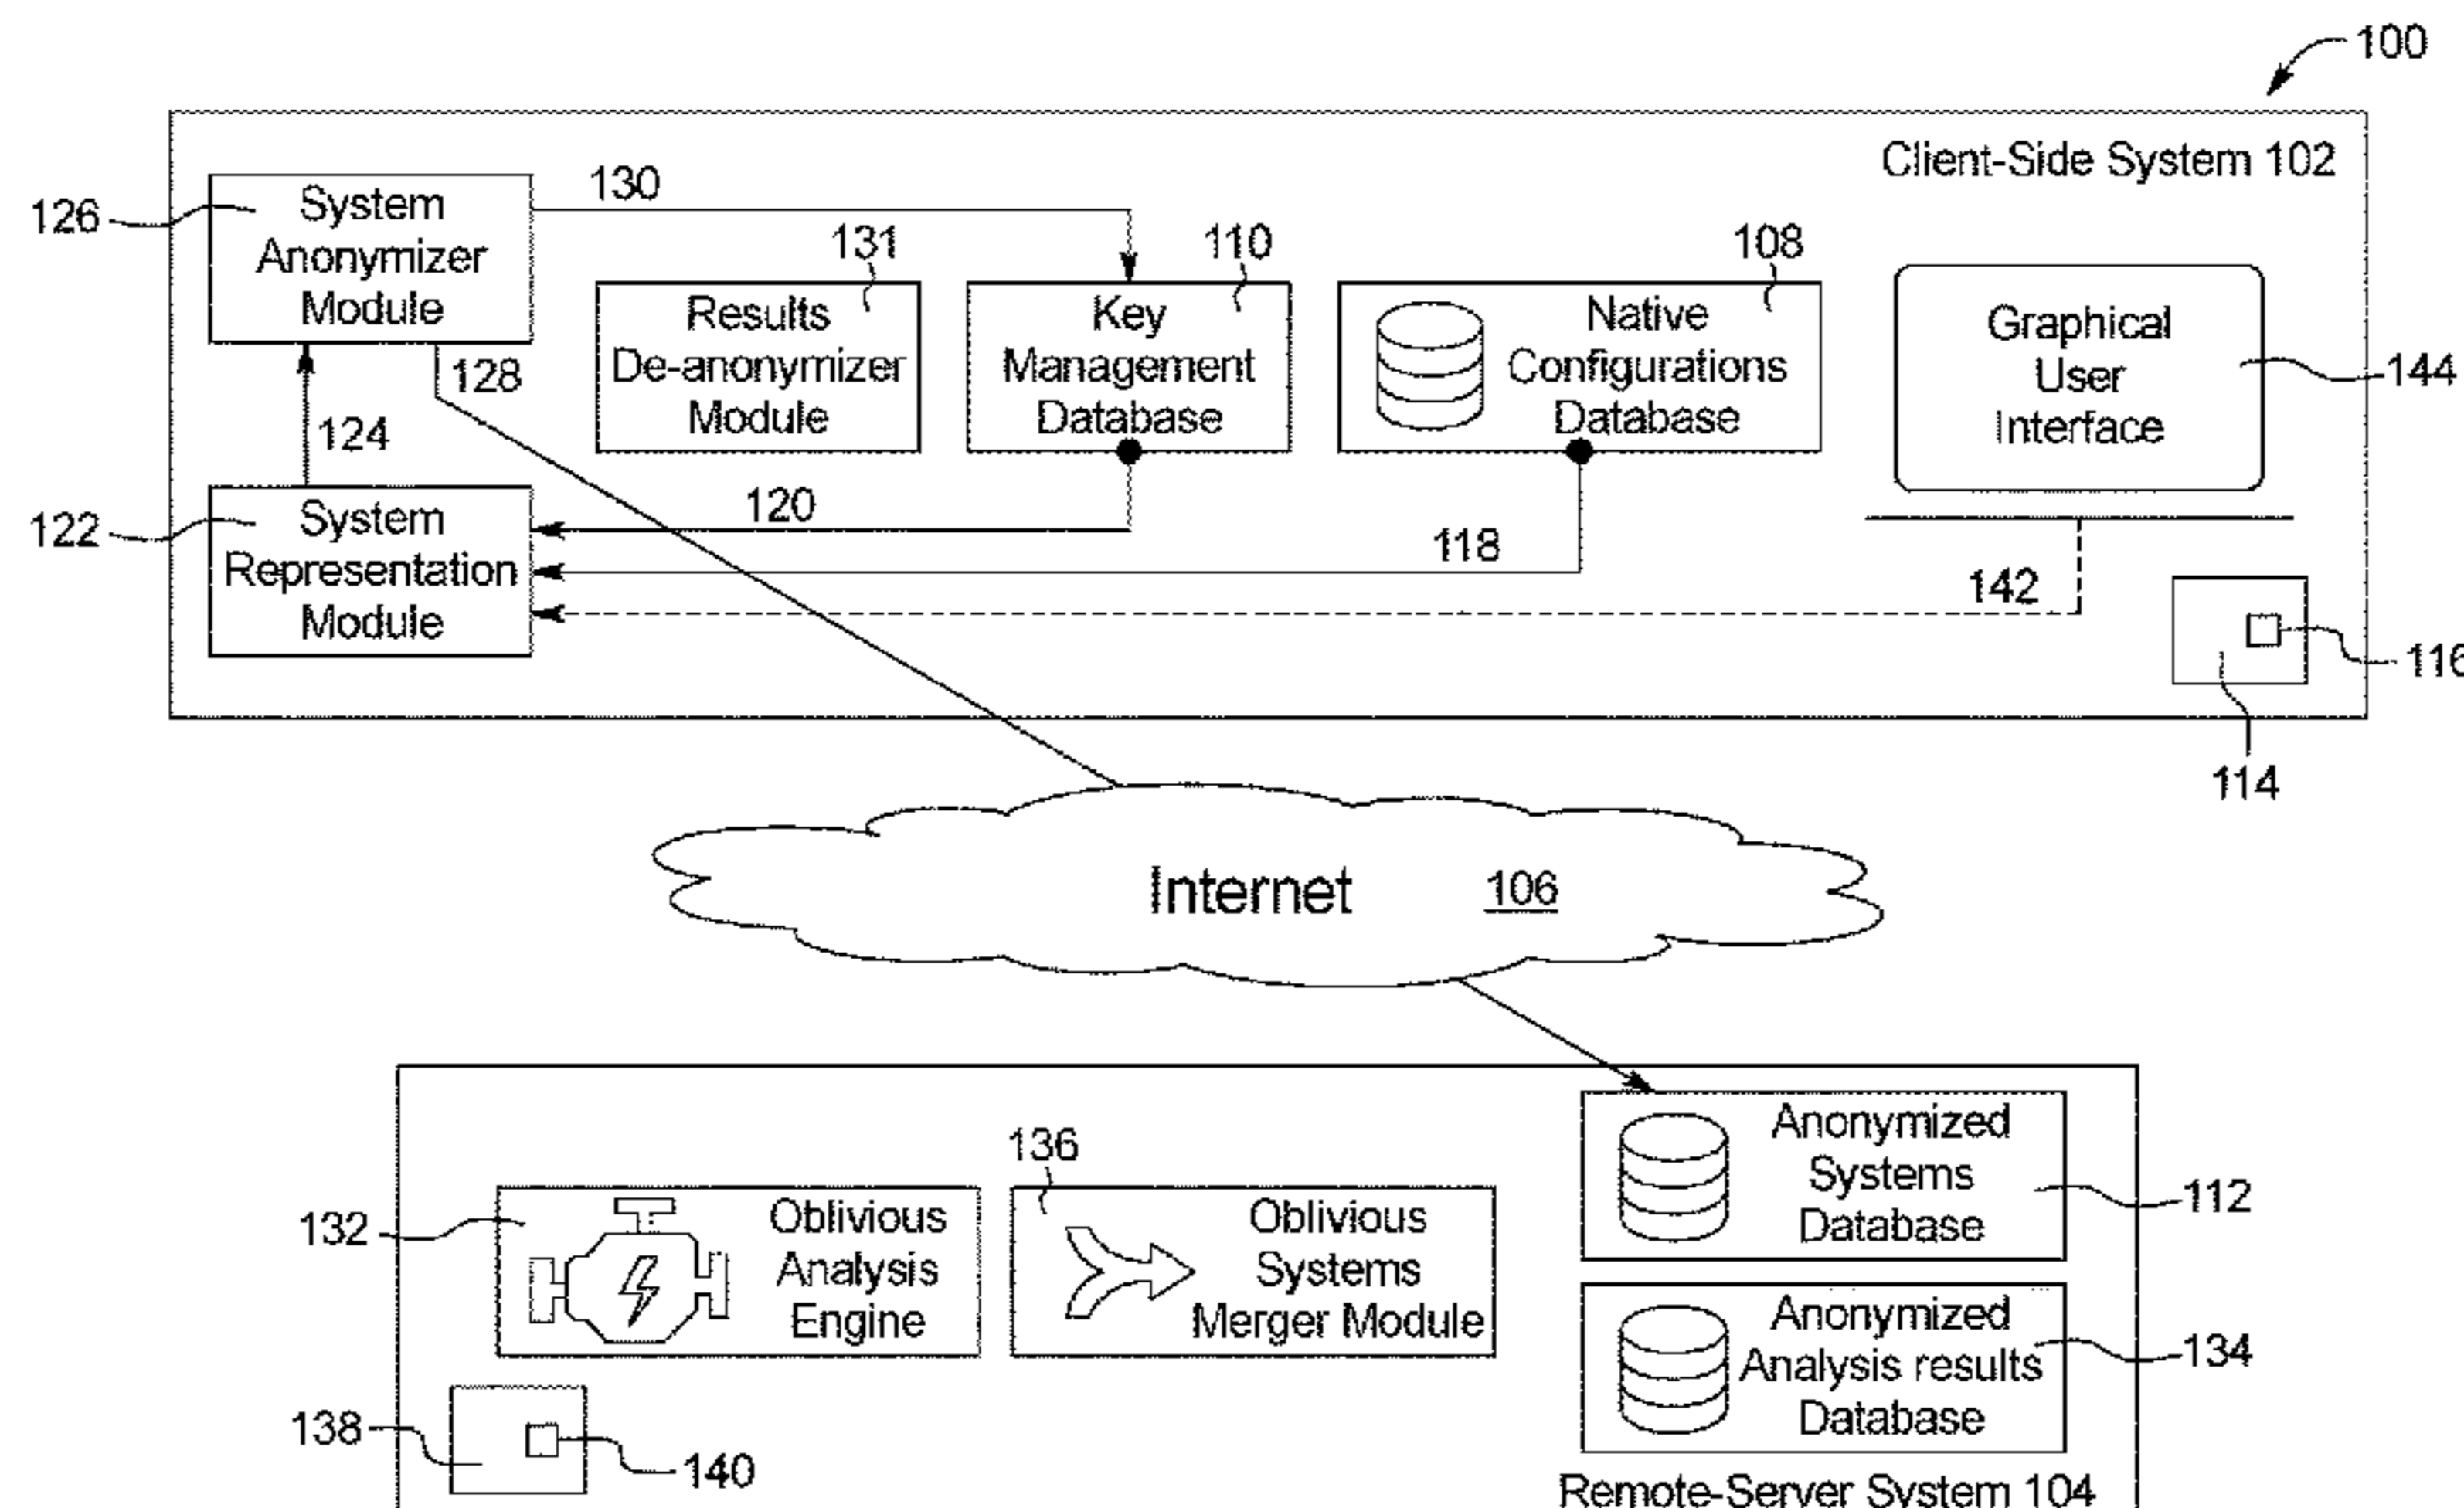 100
Client-Side System 102
126
System
Anonymizer
Module
130
131
Results
De-anonymizer
Module
110
Key
Management
Database
108
Native
Configurations
Database
Graphical
User
Interface
144
128
124
122
System
Representation
Module
120
118
142
116
114
Internet 106
132
Oblivious
Analysis
Engine
136
Oblivious
Systems
Merger Module
Anonymized
Systems
Database
112
Anonymized
Analysis results
Database
134
138
140
Remote-Server System 104